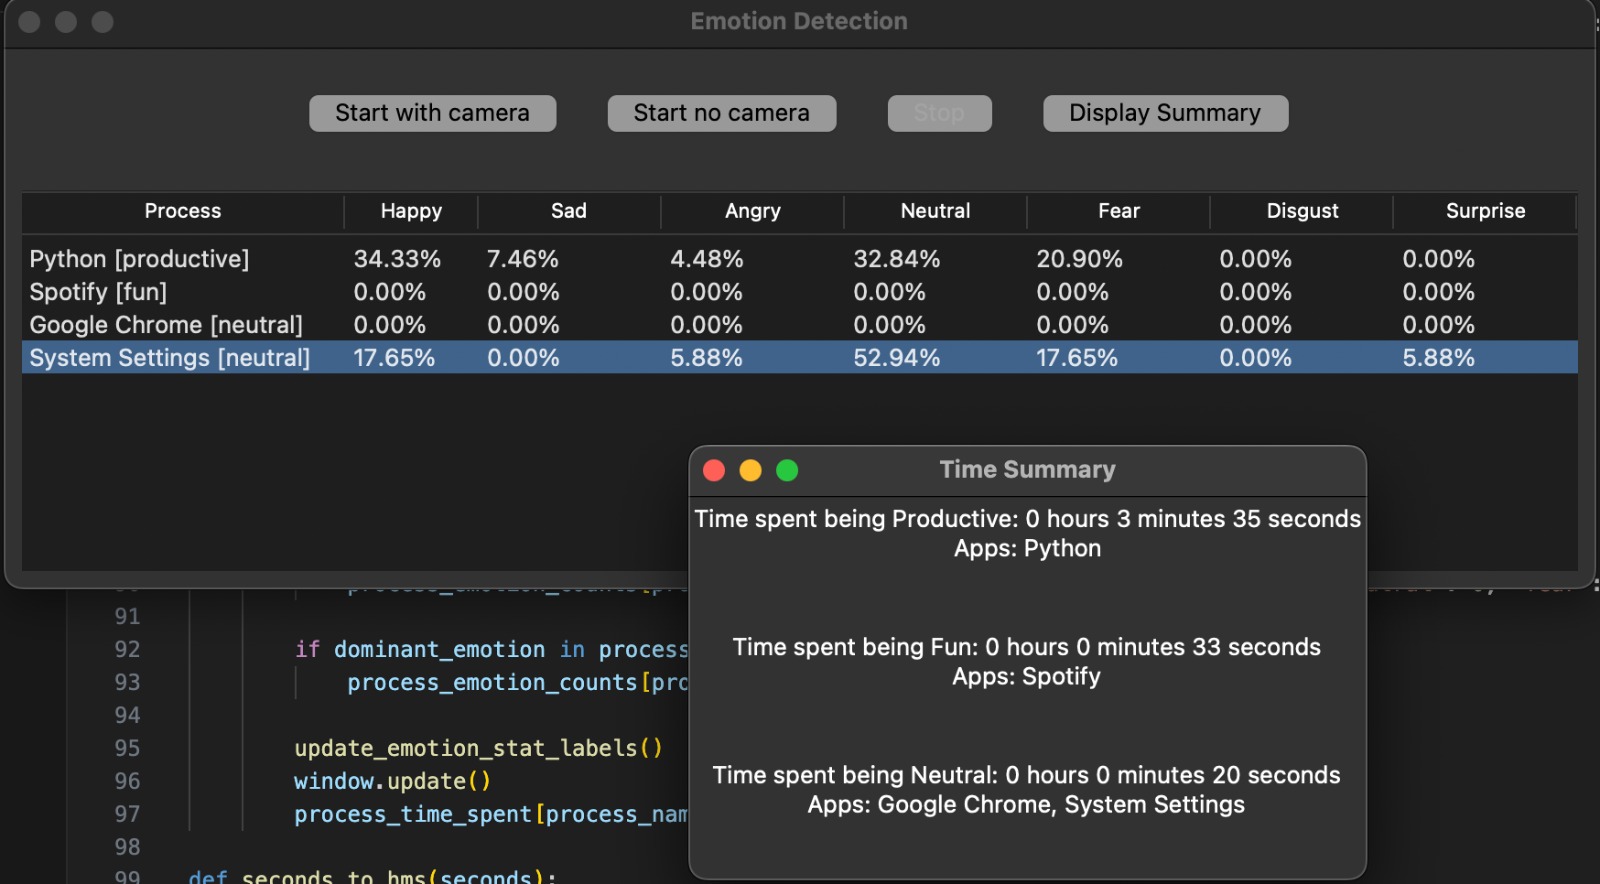 Emotion Detection
Start with camera Start no camera Stop Display Summary
Process Happy Sad Angry Neutral Fear Disgust Surprise
Python [productive] 34.33% 7.46% 4.48% 32.84% 20.90% 0.00% 0.00%
Spotify [fun] 0.00% 0.00% 0.00% 0.00% 0.00% 0.00% 0.00%
Google Chrome [neutral] 0.00% 0.00% 0.00% 0.00% 0.00% 0.00% 0.00%
System Settings [neutral] 17.65% 0.00% 5.88% 52.94% 17.65% 0.00% 5.88%
Time Summary
Time spent being Productive: 0 hours 3 minutes 35 seconds
Apps: Python
Time spent being Fun: 0 hours 0 minutes 33 seconds
Apps: Spotify
Time spent being Neutral: 0 hours 0 minutes 20 seconds
Apps: Google Chrome, System Settings
91
92 if dominant_emotion in process
93 process_emotion_counts[pro
94
95 update_emotion_stat_labels()
96 window.update()
97 process_time_spent[process_nam
98
99 def seconds_to_hms(seconds):